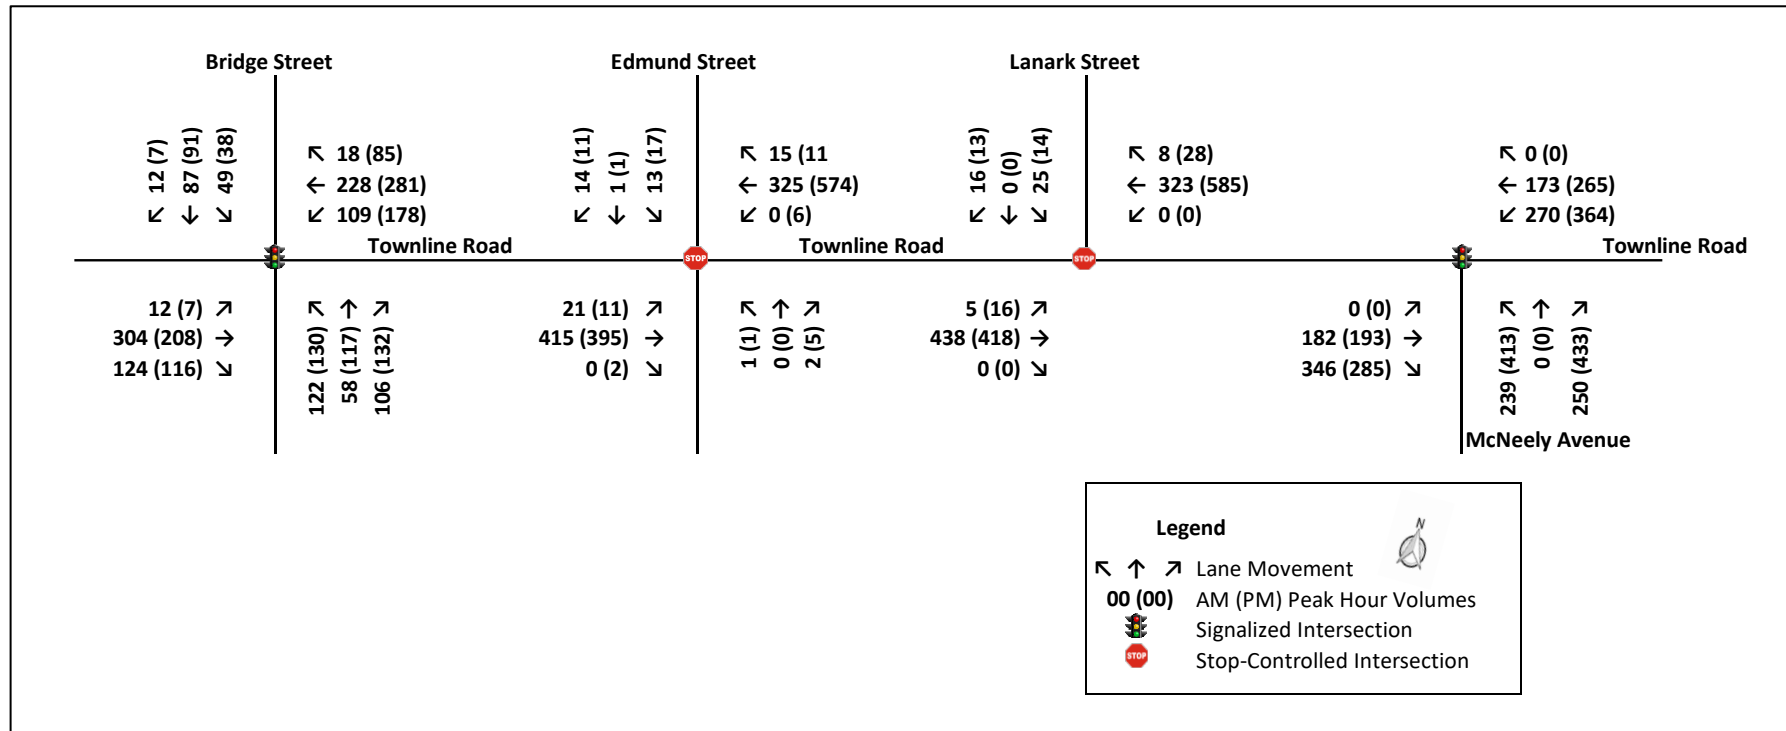 Bridge Street
Edmund Street
Lanark Street
12 (7)
87 (91)
49 (38)
↖ 18 (85)
← 228 (281)
↙ 109 (178)
↙ ↓ ↘
14 (11)
1 (1)
13 (17)
↖ 15 (11
← 325 (574)
↙ 0 (6)
↙ ↓ ↘
16 (13)
0 (0)
25 (14)
↖ 8 (28)
← 323 (585)
↙ 0 (0)
↙ ↓ ↘
↖ 0 (0)
← 173 (265)
↙ 270 (364)
Townline Road
Townline Road
Townline Road
STOP
STOP
12 (7) ↗
304 (208) →
124 (116) ↘
↖ ↑ ↗
122 (130)
58 (117)
106 (132)
21 (11) ↗
415 (395) →
0 (2) ↘
↖ ↑ ↗
1 (1)
0 (0)
2 (5)
5 (16) ↗
438 (418) →
0 (0) ↘
0 (0) ↗
182 (193) →
346 (285) ↘
↖ ↑ ↗
239 (413)
0 (0)
250 (433)
McNeely Avenue
Legend
N
↖ ↑ ↗ Lane Movement
00 (00) AM (PM) Peak Hour Volumes
Signalized Intersection
STOP Stop-Controlled Intersection